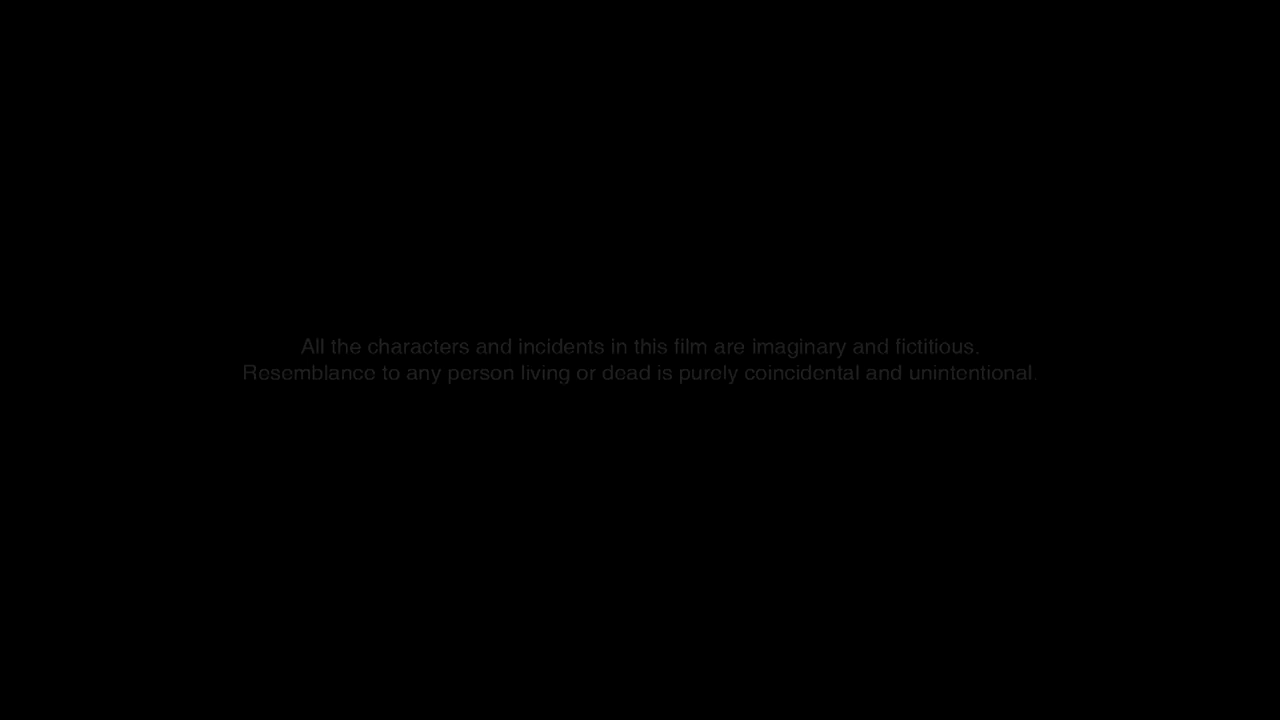 All the characters and incidents in this film are imaginary and fictitious.
Resemblance to any person living or dead is purely coincidental and unintentional.